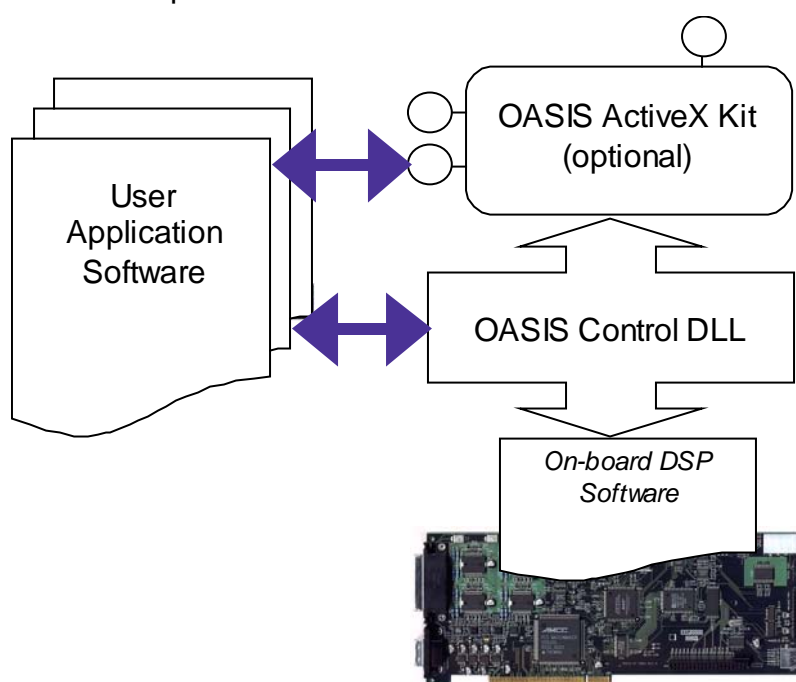 OASIS ActiveX Kit
(optional)
User
Application
Software
OASIS Control DLL
On-board DSP
Software